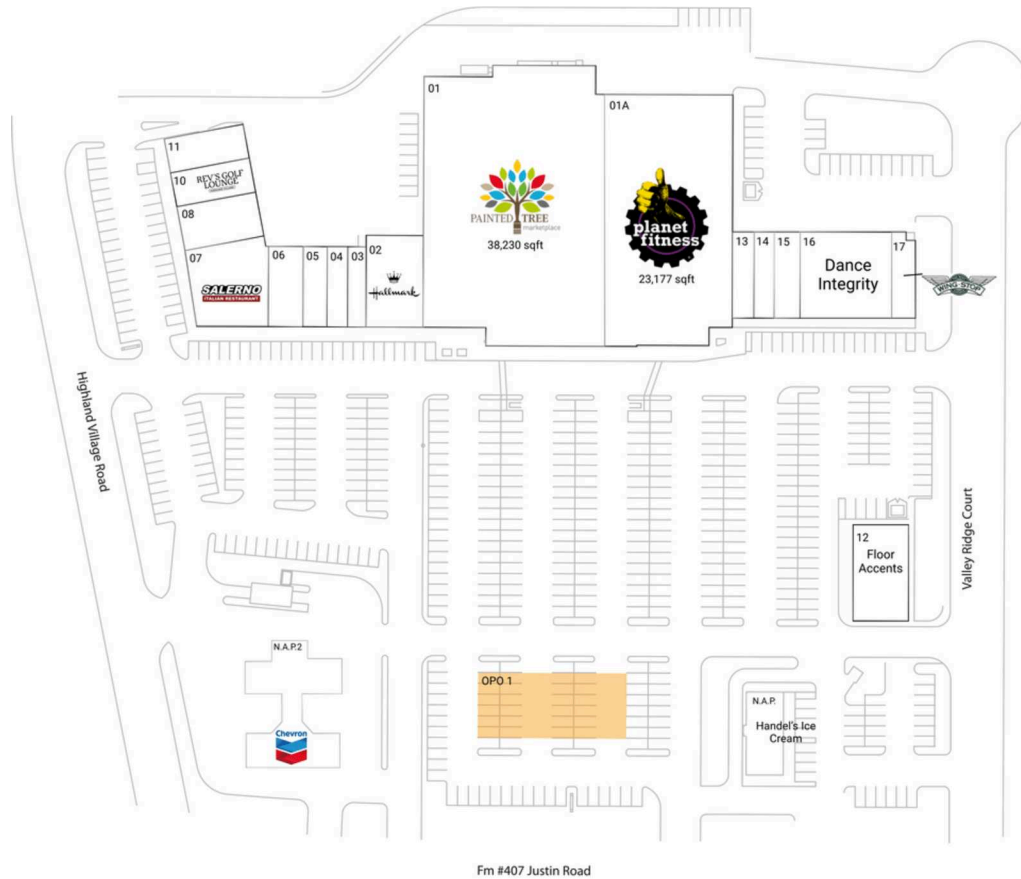 01
01A
11
10
REV'S GOLF
LOUNGE
08
07
SALERNO
ITALIAN RESTAURANT
06
05
04
03
02
Hallmark
PAINTED TREE
marketplace
38,230 sqft
planet
fitness
23,177 sqft
13
14
15
16
Dance
Integrity
17
WING-STOP
Highland Village Road
Valley Ridge Court
12
Floor
Accents
N.A.P.2
Chevron
OPO 1
N.A.P.
Handel's Ice
Cream
Fm #407 Justin Road